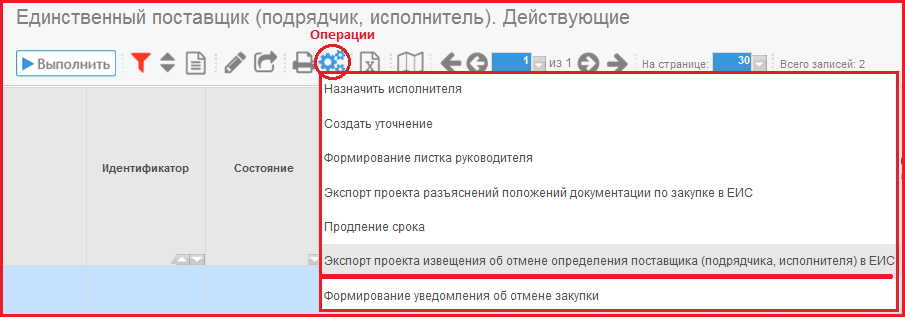 Единственный поставщик (подрядчик, исполнитель). Действующие
Операции
Выполнить
1 из 1
На странице: 30
Всего записей: 2
Идентификатор
Состояние
Назначить исполнителя
Создать уточнение
Формирование листка руководителя
Экспорт проекта разъяснений положений документации по закупке в ЕИС
Продление срока
Экспорт проекта извещения об отмене определения поставщика (подрядчика, исполнителя) в ЕИС
Формирование уведомления об отмене закупки